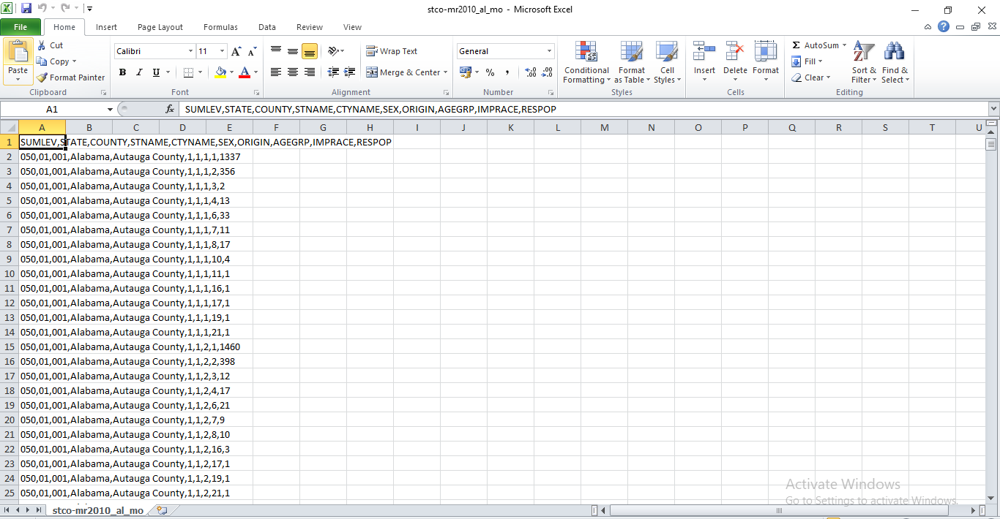 stco-mr2010_al_mo - Microsoft Excel
File Home Insert Page Layout Formulas Data Review View
Paste
Cut
Copy
Format Painter
Clipboard
Calibri 11
B I U
Font
Wrap Text
Merge & Center
Alignment
General
%
Number
Conditional Formatting
Format as Table
Cell Styles
Styles
Insert Delete Format
Cells
Σ AutoSum
Fill
Clear
Sort & Filter
Find & Select
Editing
A1 fx SUMLEV,STATE,COUNTY,STNAME,CTYNAME,SEX,ORIGIN,AGEGRP,IMPRACE,RESPOP
A B C D E F G H I J K L M N O P Q R S T U
1 SUMLEV,STATE,COUNTY,STNAME,CTYNAME,SEX,ORIGIN,AGEGRP,IMPRACE,RESPOP
2 050,01,001,Alabama,Autauga County,1,1,1,1,1337
3 050,01,001,Alabama,Autauga County,1,1,1,2,356
4 050,01,001,Alabama,Autauga County,1,1,1,3,2
5 050,01,001,Alabama,Autauga County,1,1,1,4,13
6 050,01,001,Alabama,Autauga County,1,1,1,6,33
7 050,01,001,Alabama,Autauga County,1,1,1,7,11
8 050,01,001,Alabama,Autauga County,1,1,1,8,17
9 050,01,001,Alabama,Autauga County,1,1,1,10,4
10 050,01,001,Alabama,Autauga County,1,1,1,11,1
11 050,01,001,Alabama,Autauga County,1,1,1,16,1
12 050,01,001,Alabama,Autauga County,1,1,1,17,1
13 050,01,001,Alabama,Autauga County,1,1,1,19,1
14 050,01,001,Alabama,Autauga County,1,1,1,21,1
15 050,01,001,Alabama,Autauga County,1,1,2,1,1460
16 050,01,001,Alabama,Autauga County,1,1,2,2,398
17 050,01,001,Alabama,Autauga County,1,1,2,3,12
18 050,01,001,Alabama,Autauga County,1,1,2,4,17
19 050,01,001,Alabama,Autauga County,1,1,2,6,21
20 050,01,001,Alabama,Autauga County,1,1,2,7,9
21 050,01,001,Alabama,Autauga County,1,1,2,8,10
22 050,01,001,Alabama,Autauga County,1,1,2,16,3
23 050,01,001,Alabama,Autauga County,1,1,2,17,1
24 050,01,001,Alabama,Autauga County,1,1,2,19,1
25 050,01,001,Alabama,Autauga County,1,1,2,21,1
Activate Windows
Go to Settings to activate Windows.
stco-mr2010_al_mo